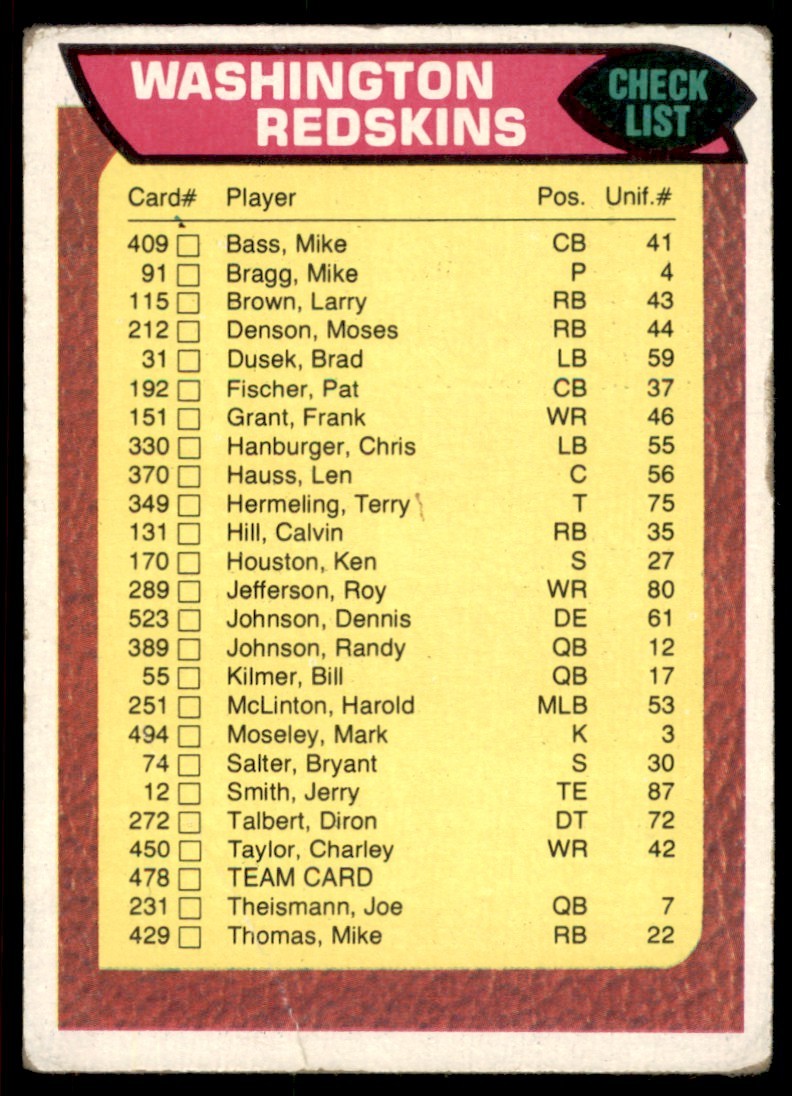 WASHINGTON
REDSKINS
CHECK
LIST
Card# Player Pos. Unif.#
409 Bass, Mike CB 41
91 Bragg, Mike P 4
115 Brown, Larry RB 43
212 Denson, Moses RB 44
31 Dusek, Brad LB 59
192 Fischer, Pat CB 37
151 Grant, Frank WR 46
330 Hanburger, Chris LB 55
370 Hauss, Len C 56
349 Hermeling, Terry T 75
131 Hill, Calvin RB 35
170 Houston, Ken S 27
289 Jefferson, Roy WR 80
523 Johnson, Dennis DE 61
389 Johnson, Randy QB 12
55 Kilmer, Bill QB 17
251 McLinton, Harold MLB 53
494 Moseley, Mark K 3
74 Salter, Bryant S 30
12 Smith, Jerry TE 87
272 Talbert, Diron DT 72
450 Taylor, Charley WR 42
478 TEAM CARD
231 Theismann, Joe QB 7
429 Thomas, Mike RB 22